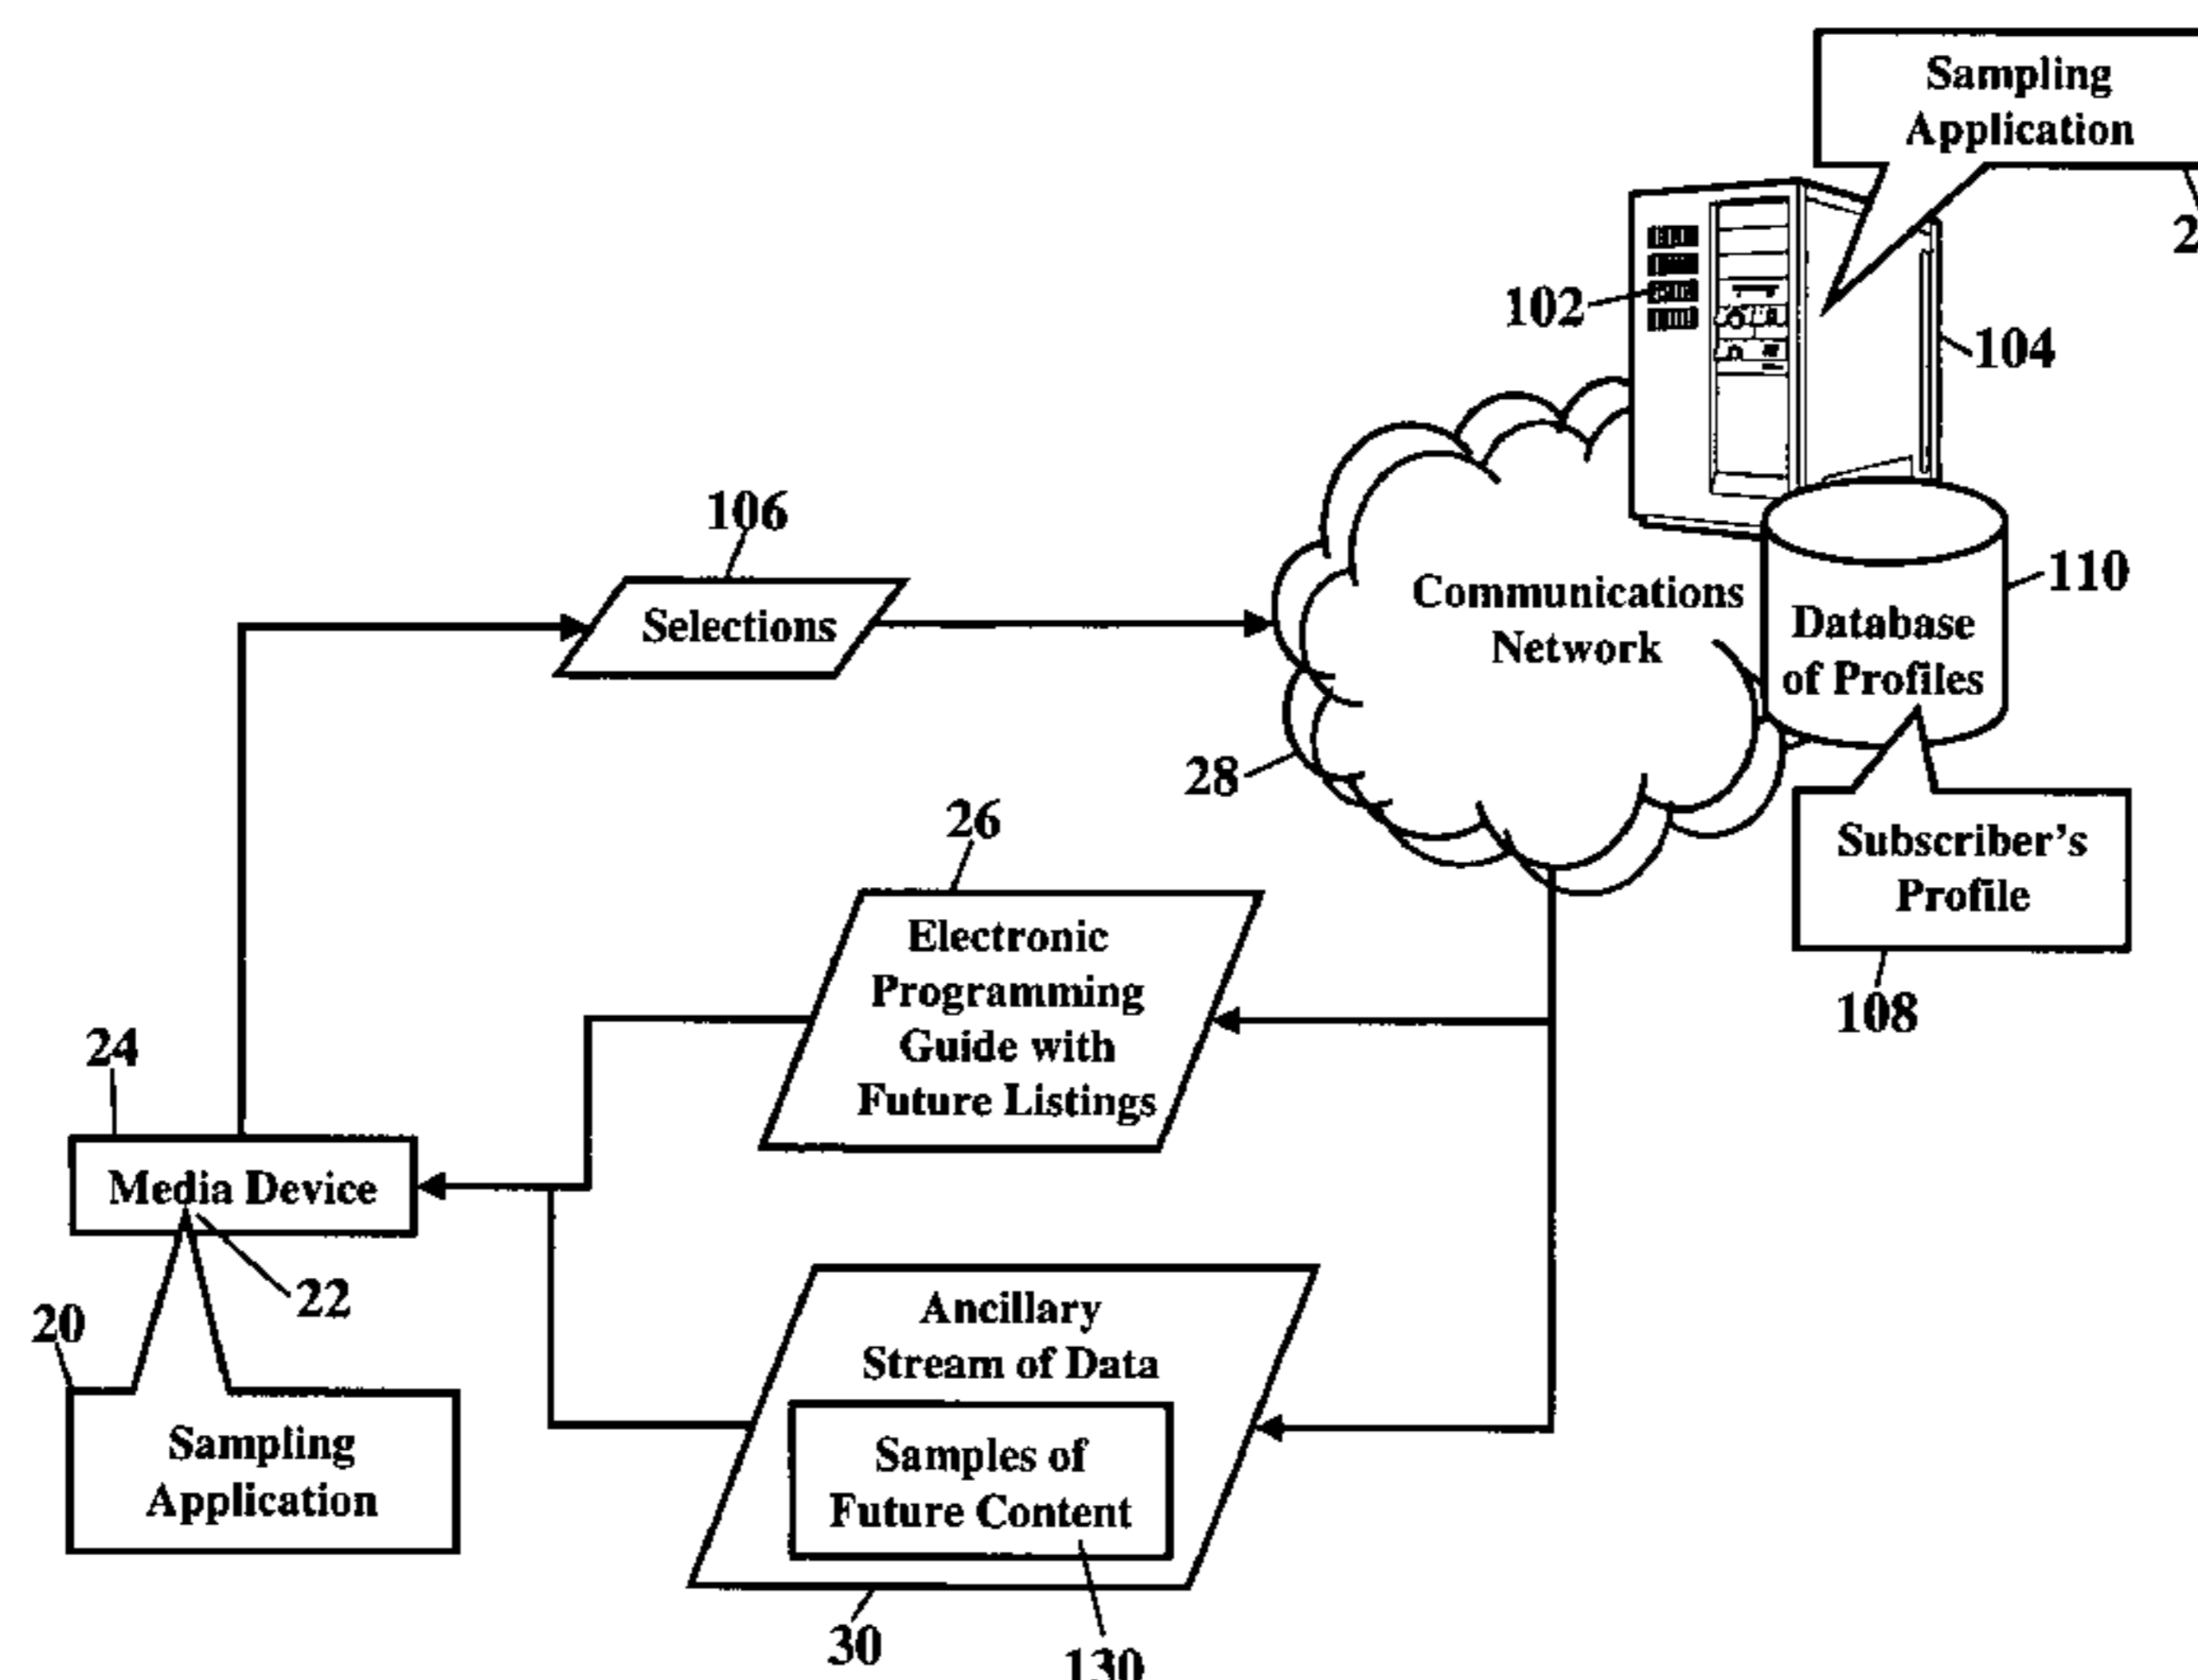 Sampling
Application
2
102
104
106
Selections
Communications
Network
110
Database
of Profiles
28
26
Subscriber's
Profile
108
Electronic
Programming
Guide with
Future Listings
24
Media Device
22
20
Sampling
Application
Ancillary
Stream of Data
Samples of
Future Content
30
130